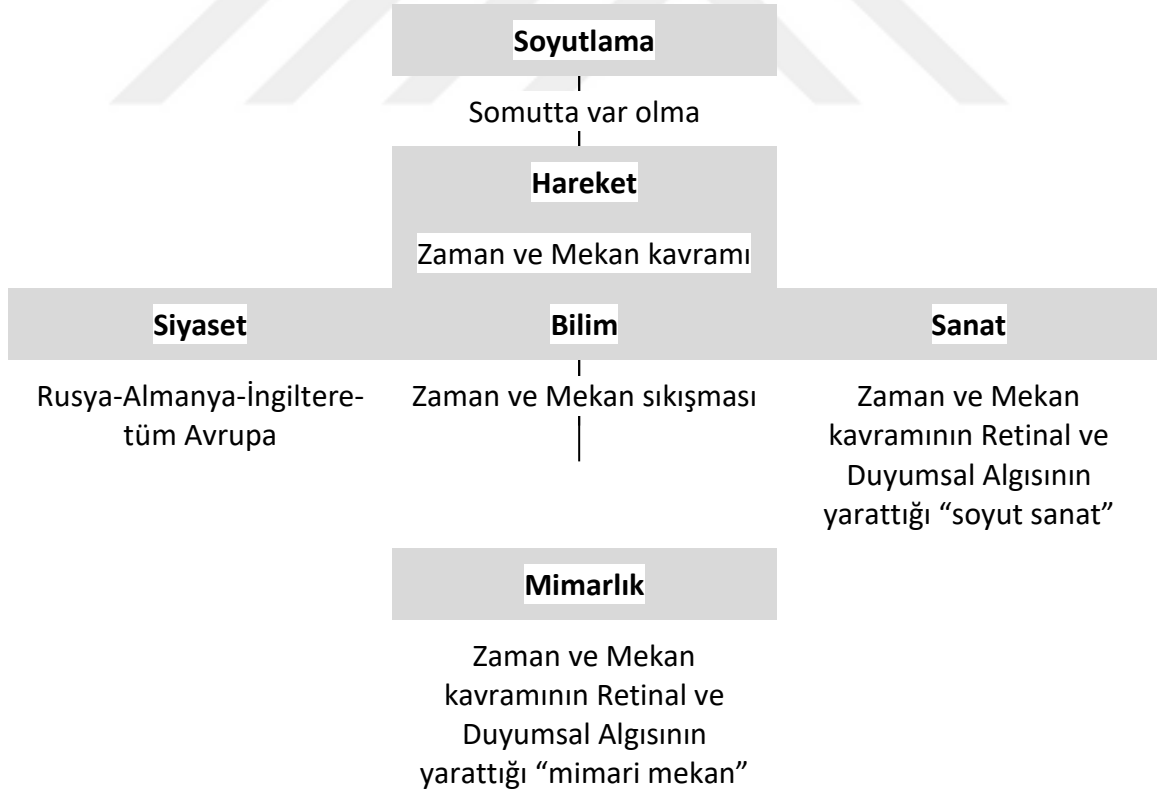 Soyutlama
Somutta var olma
Hareket
Zaman ve Mekan kavramı
Siyaset
Bilim
Sanat
Rusya-Almanya-İngiltere-
tüm Avrupa
Zaman ve Mekan sıkışması
Zaman ve Mekan
kavramının Retinal ve
Duyumsal Algısının
yarattığı “soyut sanat”
Mimarlık
Zaman ve Mekan
kavramının Retinal ve
Duyumsal Algısının
yarattığı “mimari mekan”